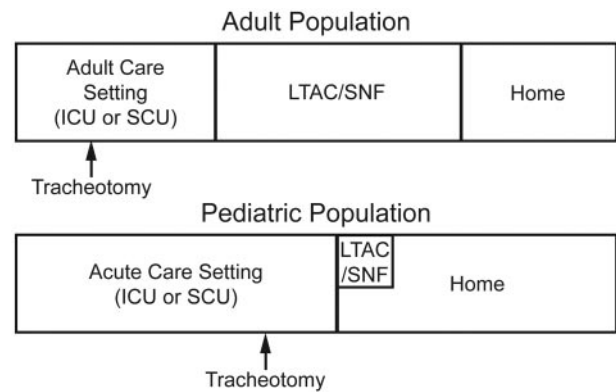 Adult Population
Adult Care
Setting
(ICU or SCU)
LTAC/SNF
Home
Tracheotomy
Pediatric Population
Acute Care Setting
(ICU or SCU)
LTAC
/SNF
Home
Tracheotomy